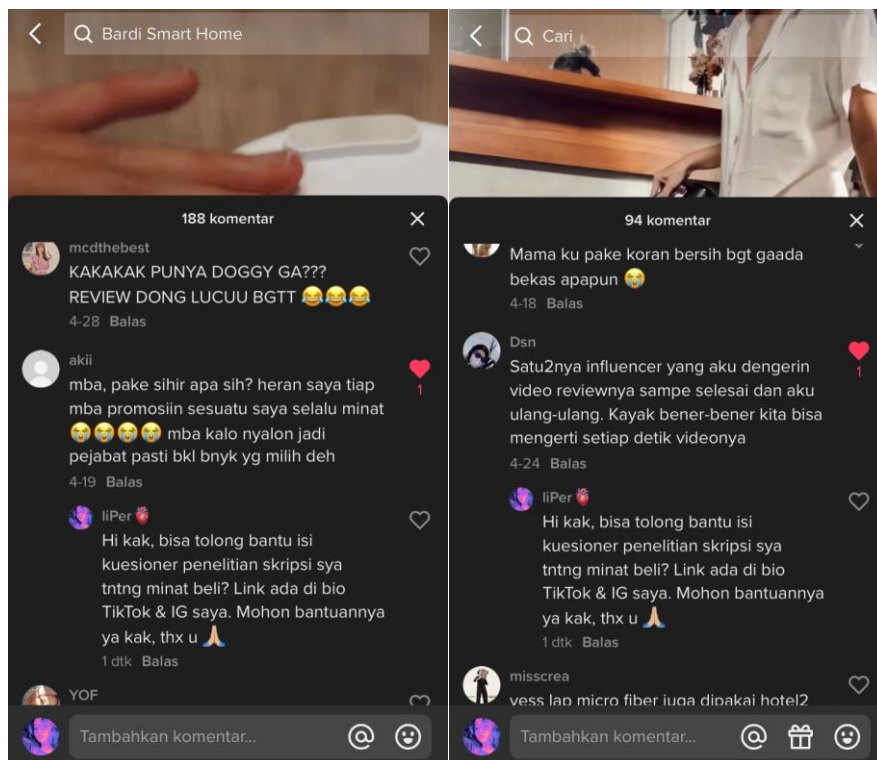 Bardi Smart Home
188 komentar
mcdthebest
KAKAKAK PUNYA DOGGY GA???
REVIEW DONG LUCUU BGTT 😂😂😂
4-28 Balas
akii
mba, pake sihir apa sih? heran saya tiap
mba promosiin sesuatu saya selalu minat
😭😭😭😭 mba kalo nyalon jadi
pejabat pasti bkl bnyk yg milih deh
1
4-19 Balas
liPer🫀
Hi kak, bisa tolong bantu isi
kuesioner penelitian skripsi sya
tntng minat beli? Link ada di bio
TikTok & IG saya. Mohon bantuannya
ya kak, thx u 🙏🏼
1 dtk Balas
YOF
Tambahkan komentar...
Cari
94 komentar
Mama ku pake koran bersih bgt gaada
bekas apapun 😭
4-18 Balas
Dsn
Satu2nya influencer yang aku dengerin
video reviewnya sampe selesai dan aku
ulang-ulang. Kayak bener-bener kita bisa
mengerti setiap detik videonya
1
4-24 Balas
liPer🫀
Hi kak, bisa tolong bantu isi
kuesioner penelitian skripsi sya
tntng minat beli? Link ada di bio
TikTok & IG saya. Mohon bantuannya
ya kak, thx u 🙏🏼
1 dtk Balas
misscrea
yess lap micro fiber juga dipakai hotel2
Tambahkan komentar...